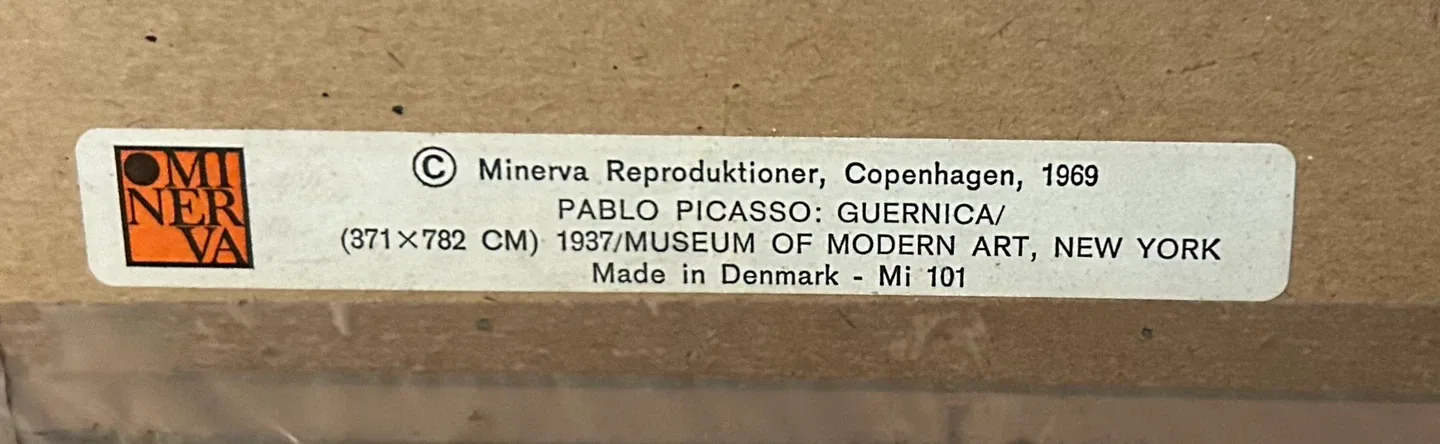 MI
NER
VA
© Minerva Reproduktioner, Copenhagen, 1969
PABLO PICASSO: GUERNICA/
(371×782 CM) 1937/MUSEUM OF MODERN ART, NEW YORK
Made in Denmark - Mi 101